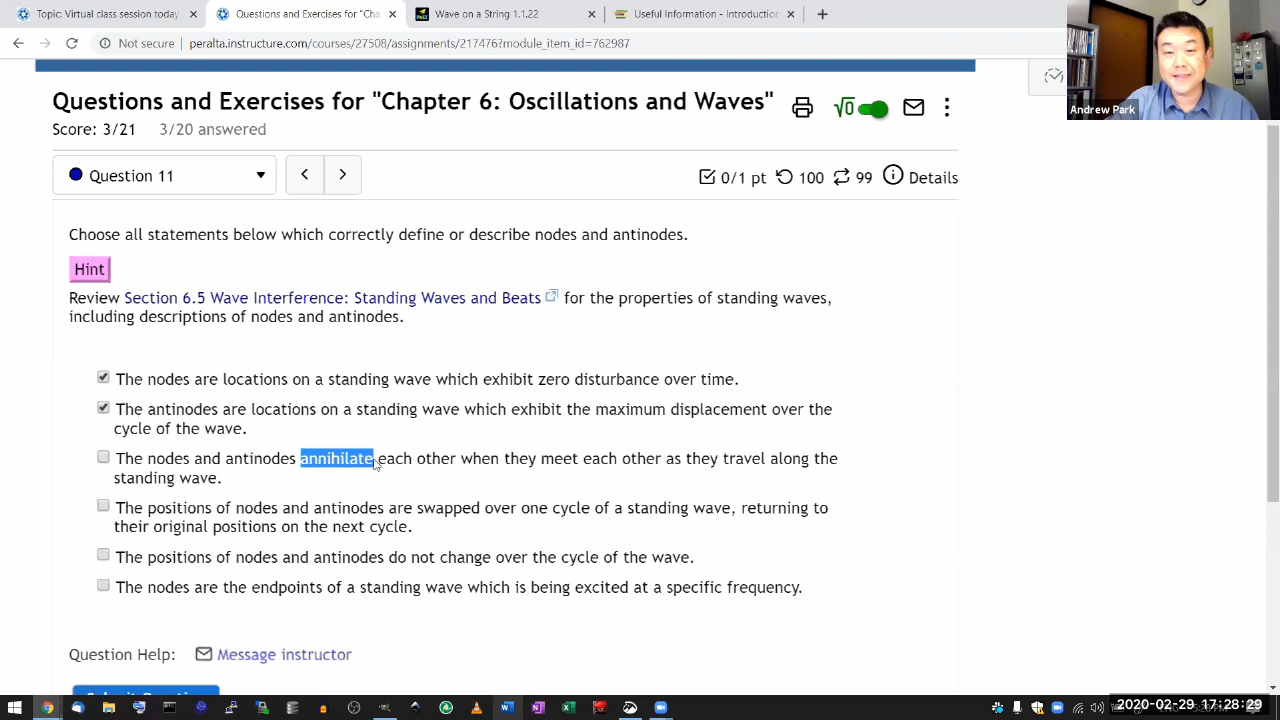 Topic: Virtual class sessionsday
Questions and Exercises for "Cha
Wave on a String 1.1.22
Useful Information - Introduction
Not secure | peralta.instructure.com/courses/27509/assignments/217477?module_item_id=762987
Andrew Park
Questions and Exercises for "Chapter 6: Oscillations and Waves"
√0
Score: 3/21 3/20 answered
Question 11
0/1 pt 100 99 Details
Choose all statements below which correctly define or describe nodes and antinodes.
Hint
Review Section 6.5 Wave Interference: Standing Waves and Beats for the properties of standing waves,
including descriptions of nodes and antinodes.
The nodes are locations on a standing wave which exhibit zero disturbance over time.
The antinodes are locations on a standing wave which exhibit the maximum displacement over the
cycle of the wave.
The nodes and antinodes annihilate each other when they meet each other as they travel along the
standing wave.
The positions of nodes and antinodes are swapped over one cycle of a standing wave, returning to
their original positions on the next cycle.
The positions of nodes and antinodes do not change over the cycle of the wave.
The nodes are the endpoints of a standing wave which is being excited at a specific frequency.
Question Help: Message instructor
Submit Question
2020-02-29 17:28:29